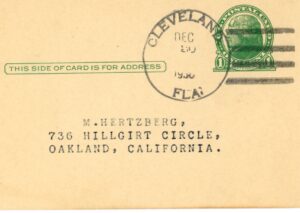 CLEVELAND
DEC
1930
FLA.
THIS SIDE OF CARD IS FOR ADDRESS
M.HERTZBERG,
736 HILLGIRT CIRCLE,
OAKLAND, CALIFORNIA.